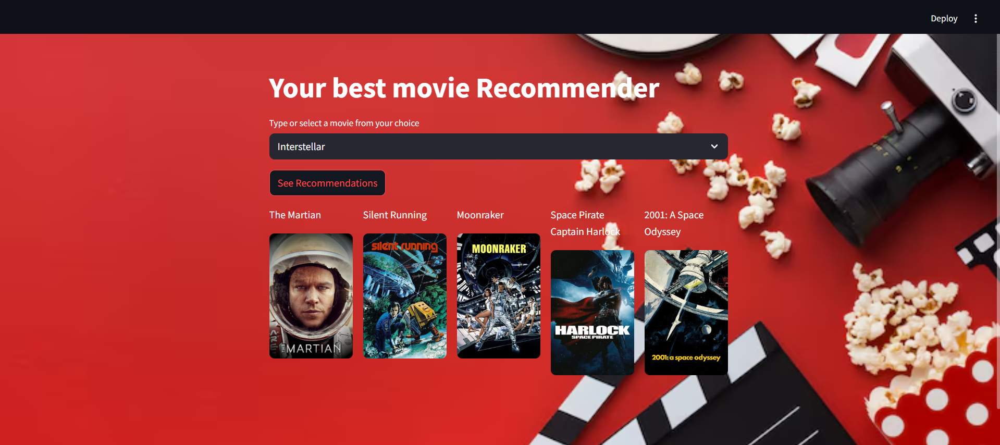 Deploy
Your best movie Recommender
Type or select a movie from your choice
Interstellar
See Recommendations
The Martian
Silent Running
Moonraker
Space Pirate
Captain Harlock
2001: A Space
Odyssey
THE MARTIAN
silent running
MOONRAKER
HARLOCK
SPACE PIRATE
2001: a space odyssey